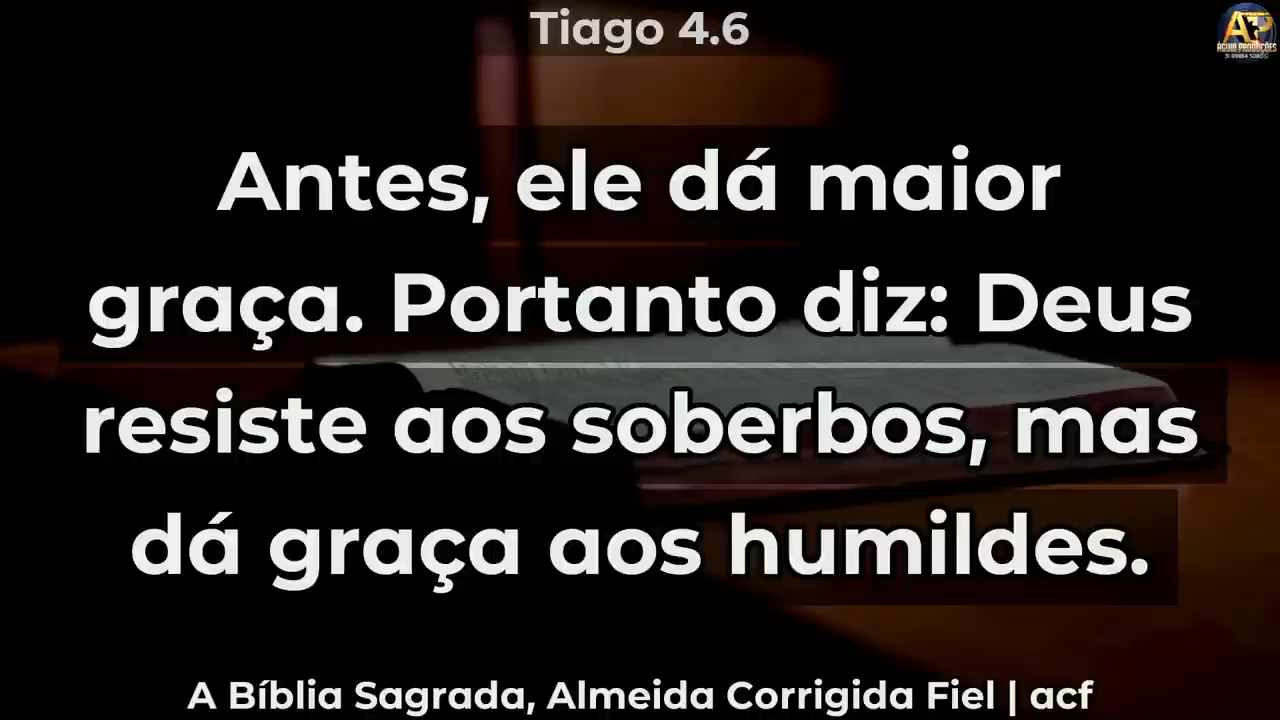 Tiago 4.6
Antes, ele dá maior
graça. Portanto diz: Deus
resiste aos soberbos, mas
dá graça aos humildes.
A Bíblia Sagrada, Almeida Corrigida Fiel | acf